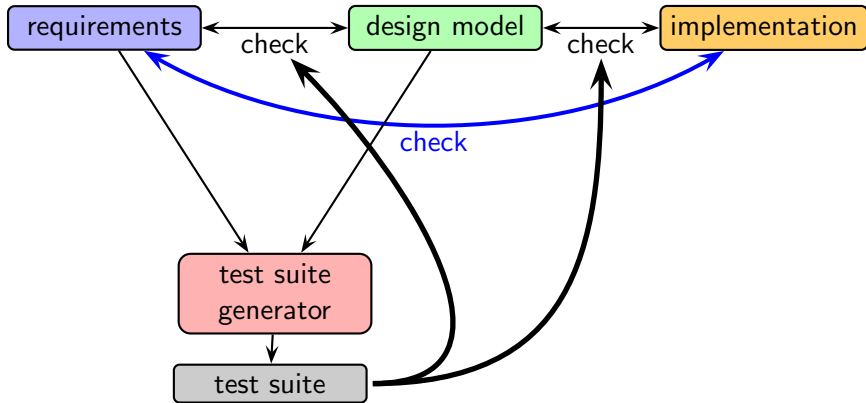 requirements
design model
implementation
check
check
check
test suite
generator
test suite